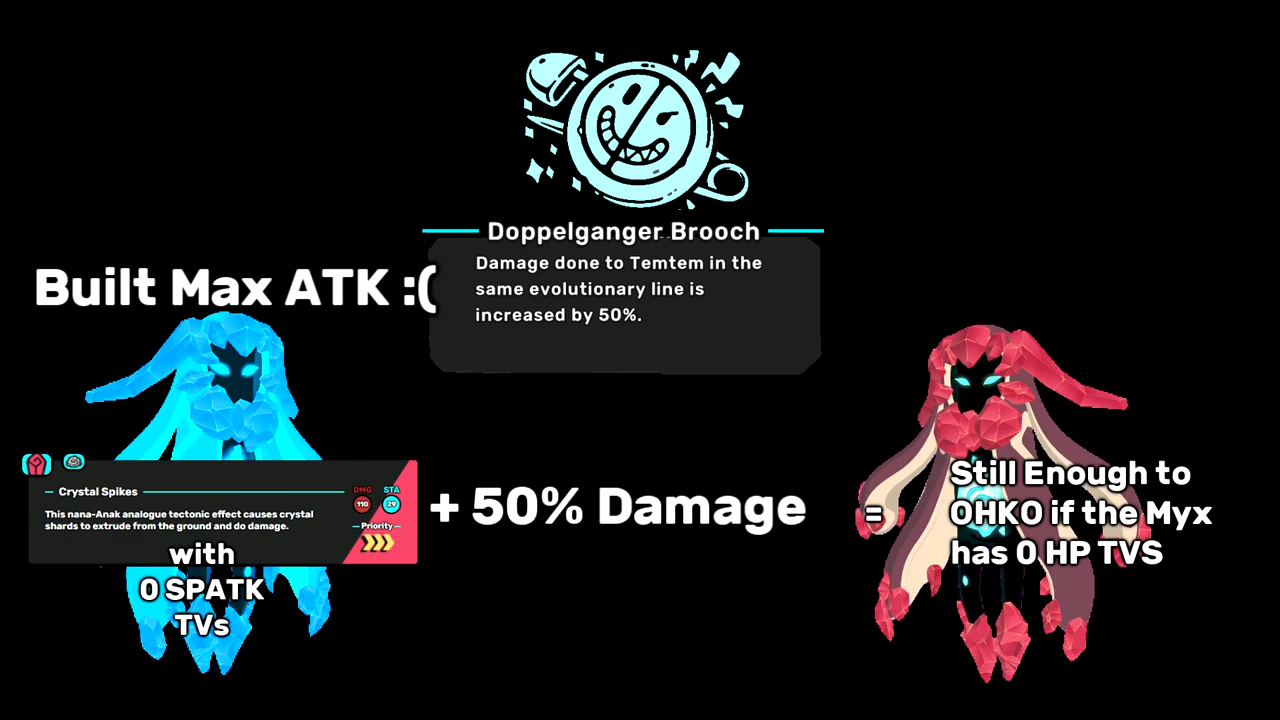 Doppelganger Brooch
Damage done to Temtem in the
same evolutionary line is
increased by 50%.
Built Max ATK :(
Crystal Spikes
DMG
STA
110
29
This nana-Anak analogue tectonic effect causes crystal
shards to extrude from the ground and do damage.
Priority
with
0 SPATK
TVs
+ 50% Damage
=
Still Enough to
OHKO if the Myx
has 0 HP TVS